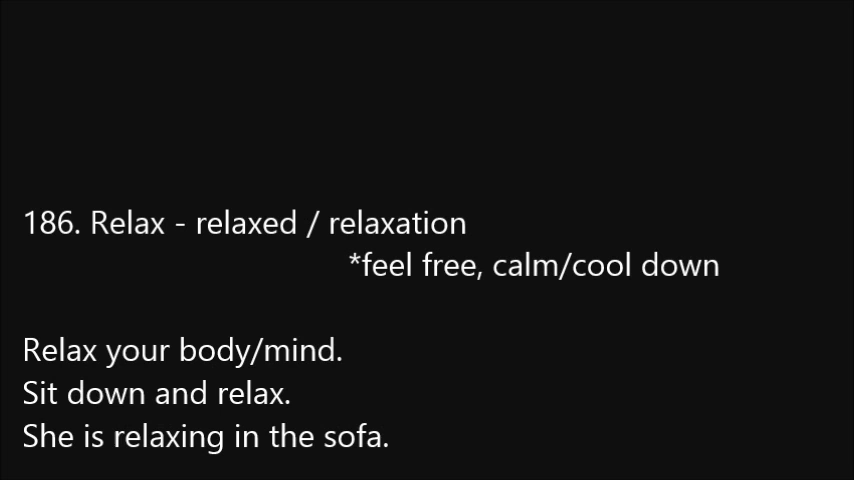 186. Relax - relaxed / relaxation
*feel free, calm/cool down
Relax your body/mind.
Sit down and relax.
She is relaxing in the sofa.